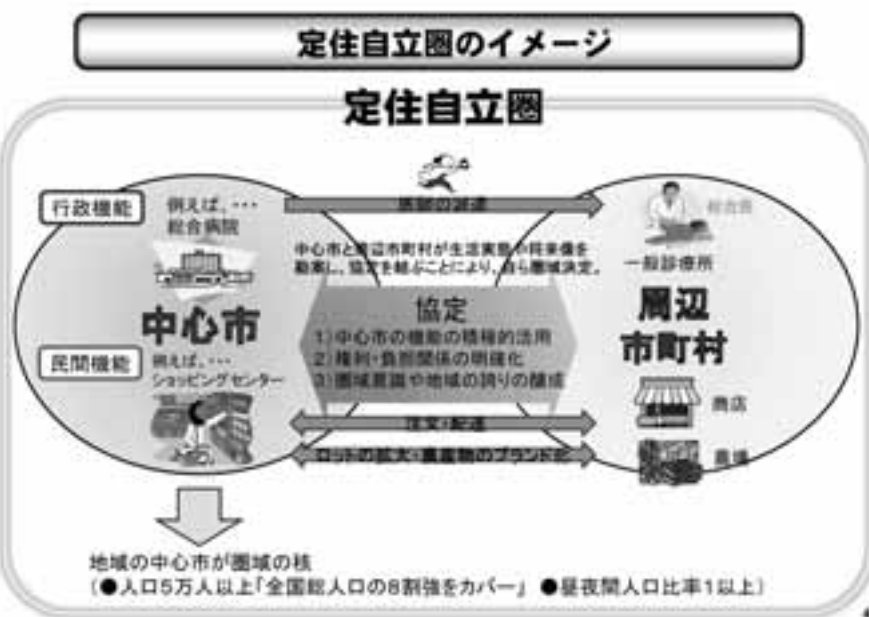 定住自立圏のイメージ
定住自立圏
行政機能
例えば、・・・
総合病院
医師の派遣
総合医
一般診療所
中心市と周辺市町村が生活実態や将来像を
勘案し、協定を結ぶことにより、自ら圏域決定。
中心市
周辺
市町村
協定
1)中心市の機能の積極的活用
2)権利・負担関係の明確化
3)圏域意識や地域の誇りの醸成
民間機能
例えば、・・・
ショッピングセンター
商店
注文・配達
農場
ロットの拡大・農産物のブランド化
地域の中心市が圏域の核
(●人口5万人以上「全国総人口の8割強をカバー」 ●昼夜間人口比率1以上)